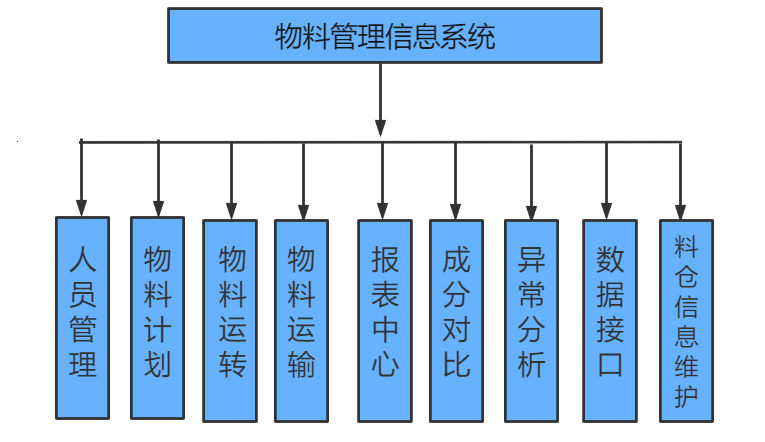 物料管理信息系统
人员管理
物料计划
物料运转
物料运输
报表中心
成分对比
异常分析
数据接口
料仓信息维护